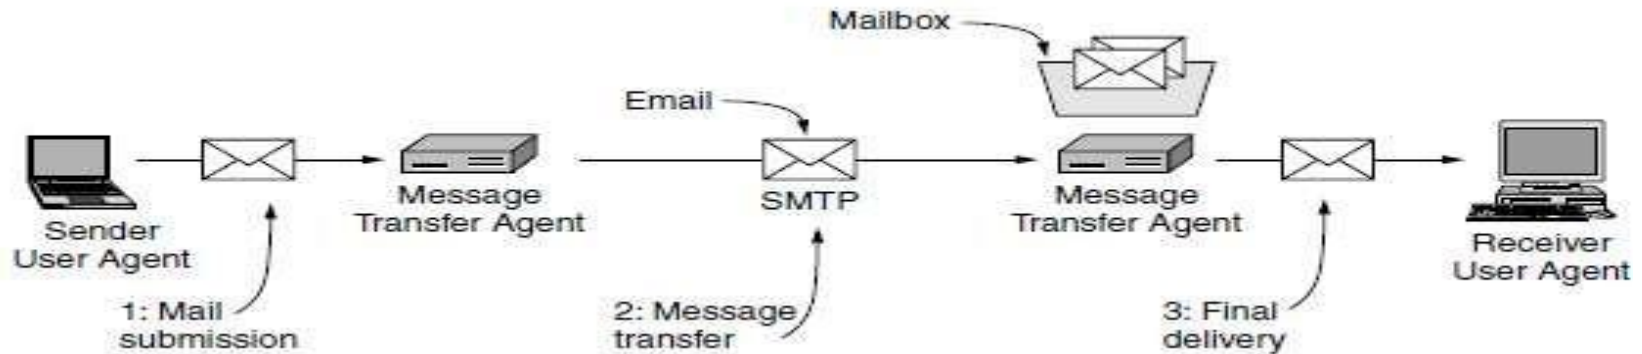 Mailbox
Email
Message
Transfer Agent
SMTP
Message
Transfer Agent
Sender
User Agent
Receiver
User Agent
1: Mail
submission
2: Message
transfer
3: Final
delivery